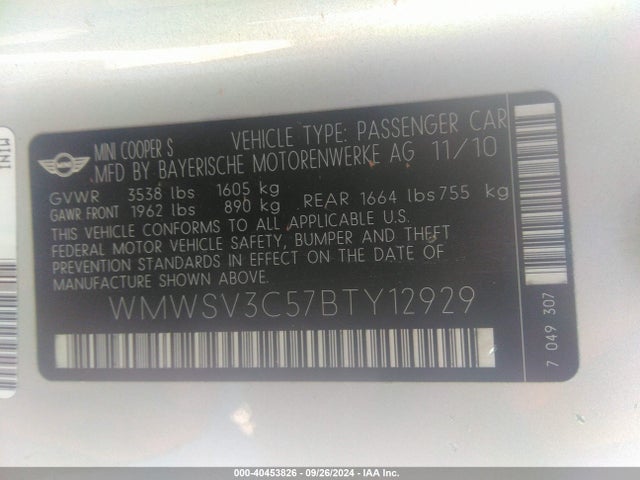 MINI COOPER S VEHICLE TYPE: PASSENGER CAR
MFD BY BAYERISCHE MOTORENWERKE AG 11/10
GVWR 3538 lbs 1605 kg
GAWR FRONT 1962 lbs 890 kg REAR 1664 lbs 755 kg
THIS VEHICLE CONFORMS TO ALL APPLICABLE U.S.
FEDERAL MOTOR VEHICLE SAFETY, BUMPER AND THEFT
PREVENTION STANDARDS IN EFFECT ON THE DATE OF
MANUFACTURE SHOWN ABOVE.
WMWSV3C57BTY12929
7 049 307
MINI
MINI
000-40453826 - 09/26/2024 - IAA Inc.